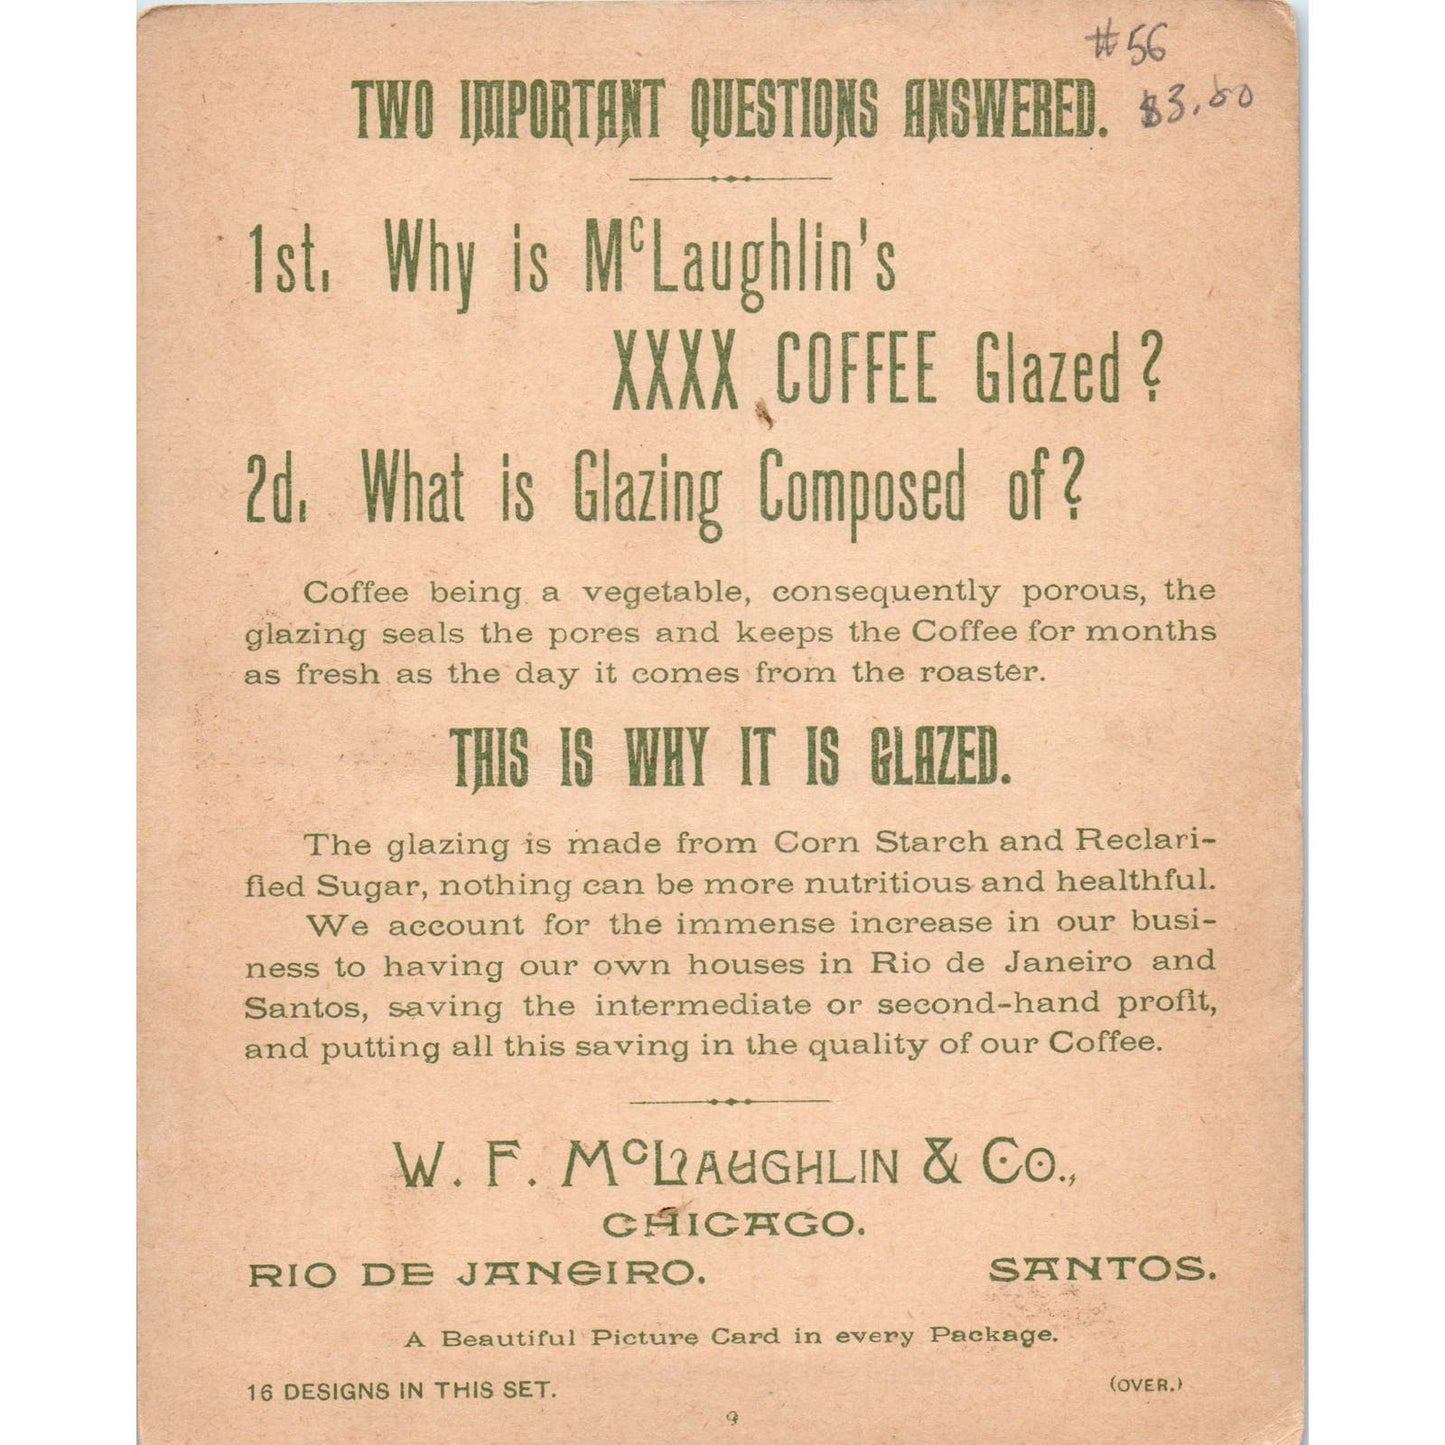 #56
TWO IMPORTANT QUESTIONS ANSWERED.
1st. Why is McLaughlin's
XXXX COFFEE Glazed?
2d. What is Glazing Composed of?
Coffee being a vegetable, consequently porous, the
glazing seals the pores and keeps the Coffee for months
as fresh as the day it comes from the roaster.
THIS IS WHY IT IS GLAZED.
The glazing is made from Corn Starch and Reclari-
fied Sugar, nothing can be more nutritious and healthful.
We account for the immense increase in our busi-
ness to having our own houses in Rio de Janeiro and
Santos, saving the intermediate or second-hand profit,
and putting all this saving in the quality of our Coffee.
W. F. McLAUGHLIN & Co.,
CHICAGO.
RIO DE JANEIRO. SANTOS.
A Beautiful Picture Card in every Package.
16 DESIGNS IN THIS SET. (OVER.)